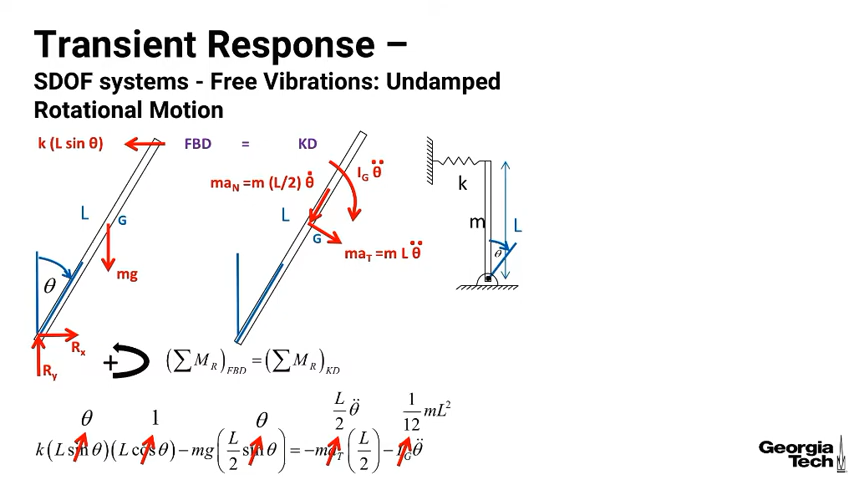 Transient Response –
SDOF systems - Free Vibrations: Undamped
Rotational Motion
k (L sin θ)
FBD = KD
I_G θ̈
ma_N =m (L/2) θ̇
L
G
mg
θ
R_x
R_y
L
G
ma_T =m L θ̈
k
m
L
θ
+ (∑ M_R)_FBD = (∑ M_R)_KD
θ 1 θ L/2 θ̈ 1/12 mL²
k(L sin θ)(L cos θ) − mg(L/2 sin θ) = −ma_T(L/2) − I_G θ̈
Georgia
Tech